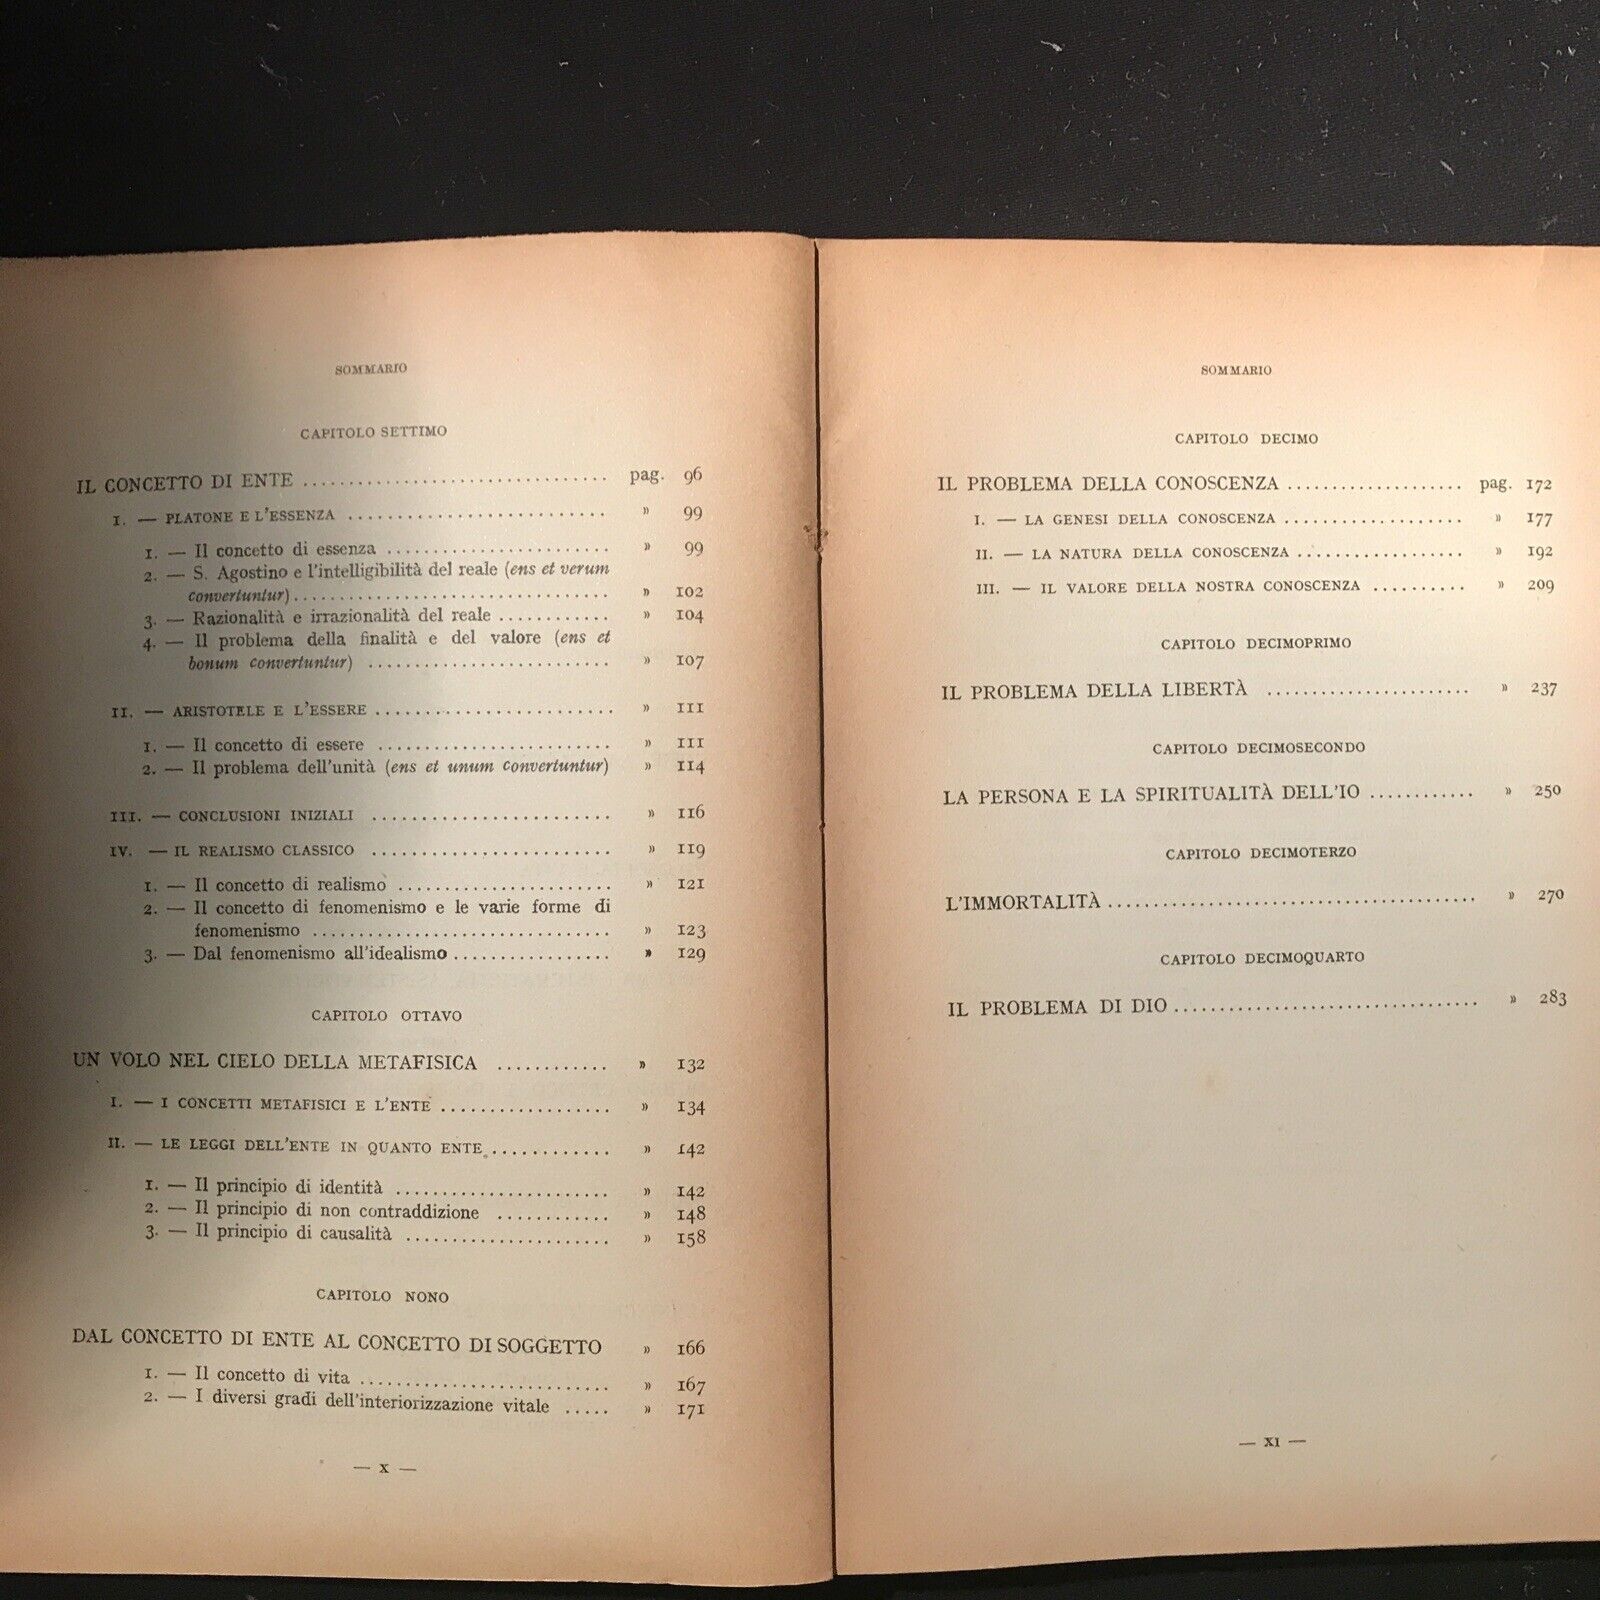 SOMMARIO
CAPITOLO SETTIMO
IL CONCETTO DI ENTE ................................ pag. 96
I. — PLATONE E L'ESSENZA ........................... » 99
1. — Il concetto di essenza ........................ » 99
2. — S. Agostino e l'intelligibilità del reale (ens et verum
convertuntur) .................................. » 102
3. — Razionalità e irrazionalità del reale ............ » 104
4. — Il problema della finalità e del valore (ens et
bonum convertuntur) .......................... » 107
II. — ARISTOTELE E L'ESSERE ......................... » 111
1. — Il concetto di essere ......................... » 111
2. — Il problema dell'unità (ens et unum convertuntur) » 114
III. — CONCLUSIONI INIZIALI ......................... » 116
IV. — IL REALISMO CLASSICO ......................... » 119
1. — Il concetto di realismo ....................... » 121
2. — Il concetto di fenomenismo e le varie forme di
fenomenismo ................................ » 123
3. — Dal fenomenismo all'idealismo ................. » 129
CAPITOLO OTTAVO
UN VOLO NEL CIELO DELLA METAFISICA ............ » 132
I. — I CONCETTI METAFISICI E L'ENTE .................. » 134
II. — LE LEGGI DELL'ENTE IN QUANTO ENTE ............. » 142
1. — Il principio di identità ....................... » 142
2. — Il principio di non contraddizione ............ » 148
3. — Il principio di causalità ...................... » 158
CAPITOLO NONO
DAL CONCETTO DI ENTE AL CONCETTO DI SOGGETTO » 166
1. — Il concetto di vita ........................... » 167
2. — I diversi gradi dell'interiorizzazione vitale ..... » 171
— X —
SOMMARIO
CAPITOLO DECIMO
IL PROBLEMA DELLA CONOSCENZA ................... pag. 172
I. — LA GENESI DELLA CONOSCENZA ................... » 177
II. — LA NATURA DELLA CONOSCENZA .................. » 192
III. — IL VALORE DELLA NOSTRA CONOSCENZA .......... » 209
CAPITOLO DECIMOPRIMO
IL PROBLEMA DELLA LIBERTÀ ...................... » 237
CAPITOLO DECIMOSECONDO
LA PERSONA E LA SPIRITUALITÀ DELL'IO ............ » 250
CAPITOLO DECIMOTERZO
L'IMMORTALITÀ ........................................ » 270
CAPITOLO DECIMOQUARTO
IL PROBLEMA DI DIO ................................. » 283
— XI —